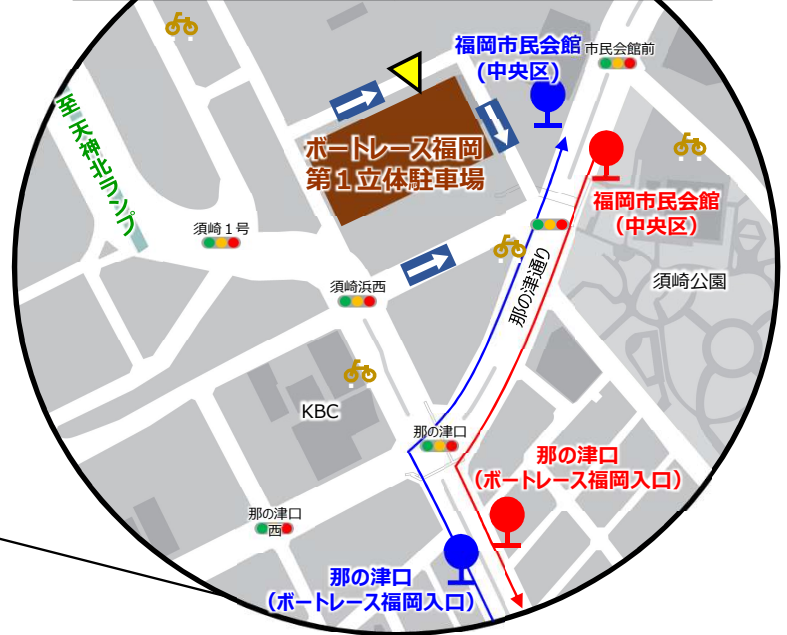 福岡市民会館
(中央区)
市民会館前
至 天神北ランプ
ボートレース福岡
第１立体駐車場
福岡市民会館
（中央区）
須崎１号
那の津通り
須崎公園
須崎浜西
KBC
那の津口
那の津口
（ボートレース福岡入口）
那の津口
西
那の津口
（ボートレース福岡入口）